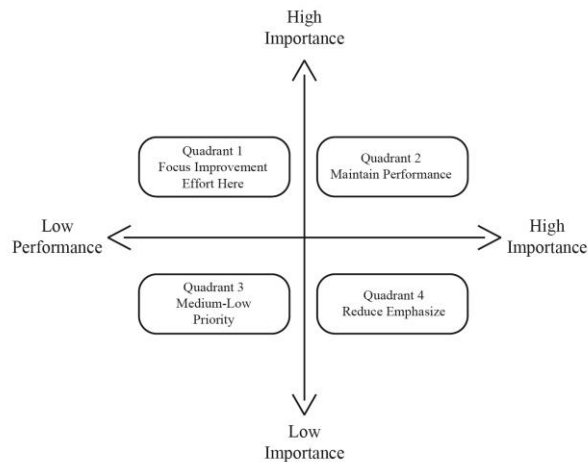 High
Importance
Quadrant 1
Focus Improvement
Effort Here
Quadrant 2
Maintain Performance
Low
Performance
High
Importance
Quadrant 3
Medium-Low
Priority
Quadrant 4
Reduce Emphasize
Low
Importance